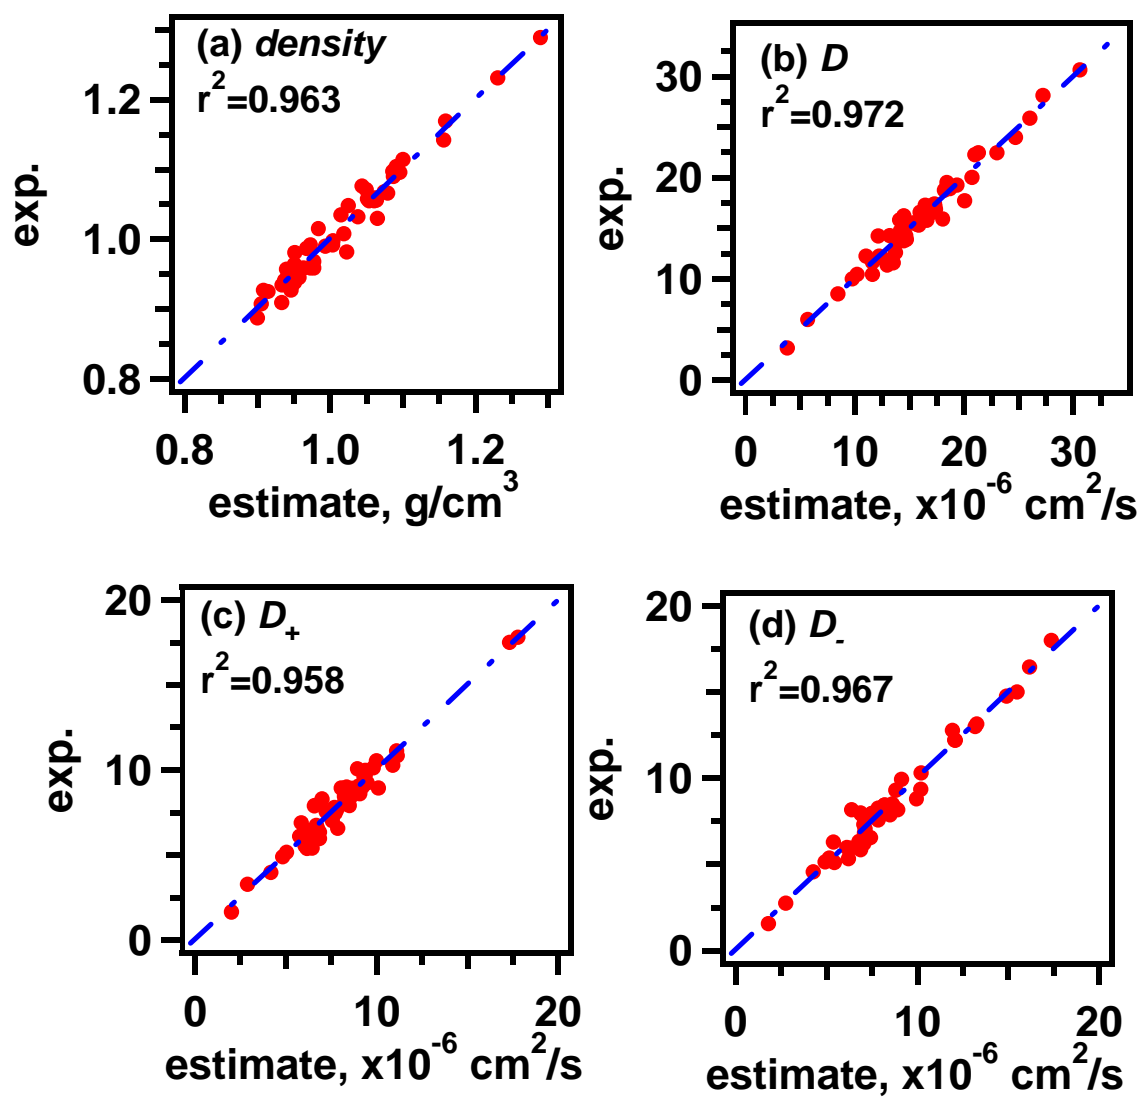 (a) density
r²=0.963
exp.
1.2
1.0
0.8
0.8 1.0 1.2
estimate, g/cm³
(b) D
r²=0.972
exp.
30
20
10
0
0 10 20 30
estimate, x10⁻⁶ cm²/s
(c) D₊
r²=0.958
exp.
20
10
0
0 10 20
estimate, x10⁻⁶ cm²/s
(d) D₋
r²=0.967
exp.
20
10
0
0 10 20
estimate, x10⁻⁶ cm²/s